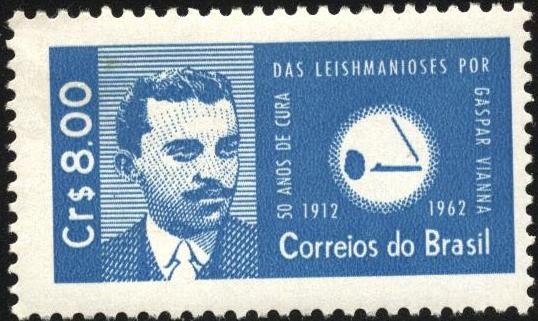 Cr$ 8.00
50 ANOS DE CURA
DAS LEISHMANIOSES POR
GASPAR VIANNA
1912 1962
Correios do Brasil